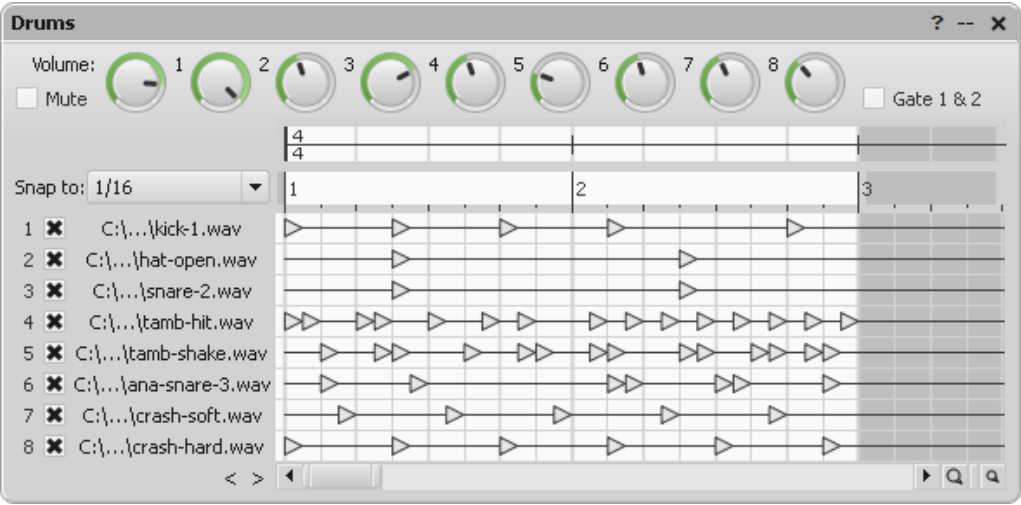 Drums ? -- ×
Volume: 1 2 3 4 5 6 7 8
Mute Gate 1 & 2
4
4
Snap to: 1/16 1 2 3
1 C:\...\kick-1.wav
2 C:\...\hat-open.wav
3 C:\...\snare-2.wav
4 C:\...\tamb-hit.wav
5 C:\...\tamb-shake.wav
6 C:\...\ana-snare-3.wav
7 C:\...\crash-soft.wav
8 C:\...\crash-hard.wav
< >